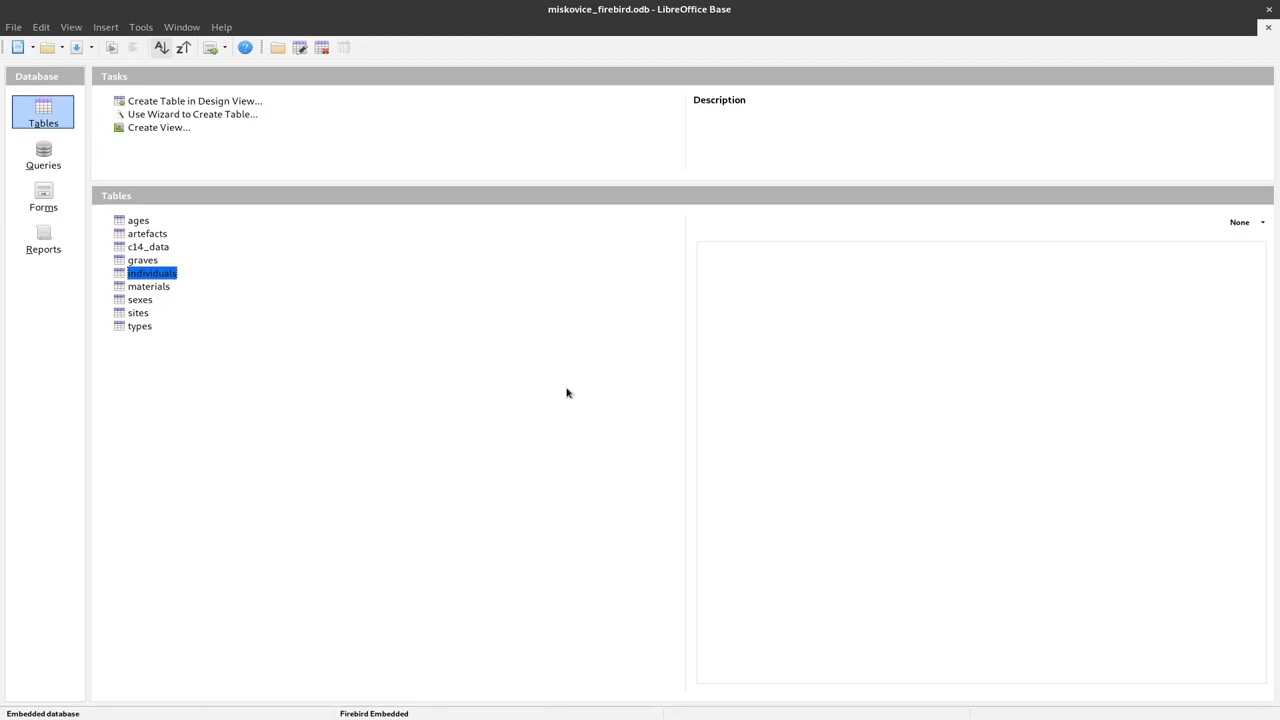 miskovice_firebird.odb - LibreOffice Base
File Edit View Insert Tools Window Help
Database
Tables
Queries
Forms
Reports
Tasks
Create Table in Design View...
Use Wizard to Create Table...
Create View...
Description
Tables
ages
artefacts
c14_data
graves
individuals
materials
sexes
sites
types
None
Embedded database Firebird Embedded